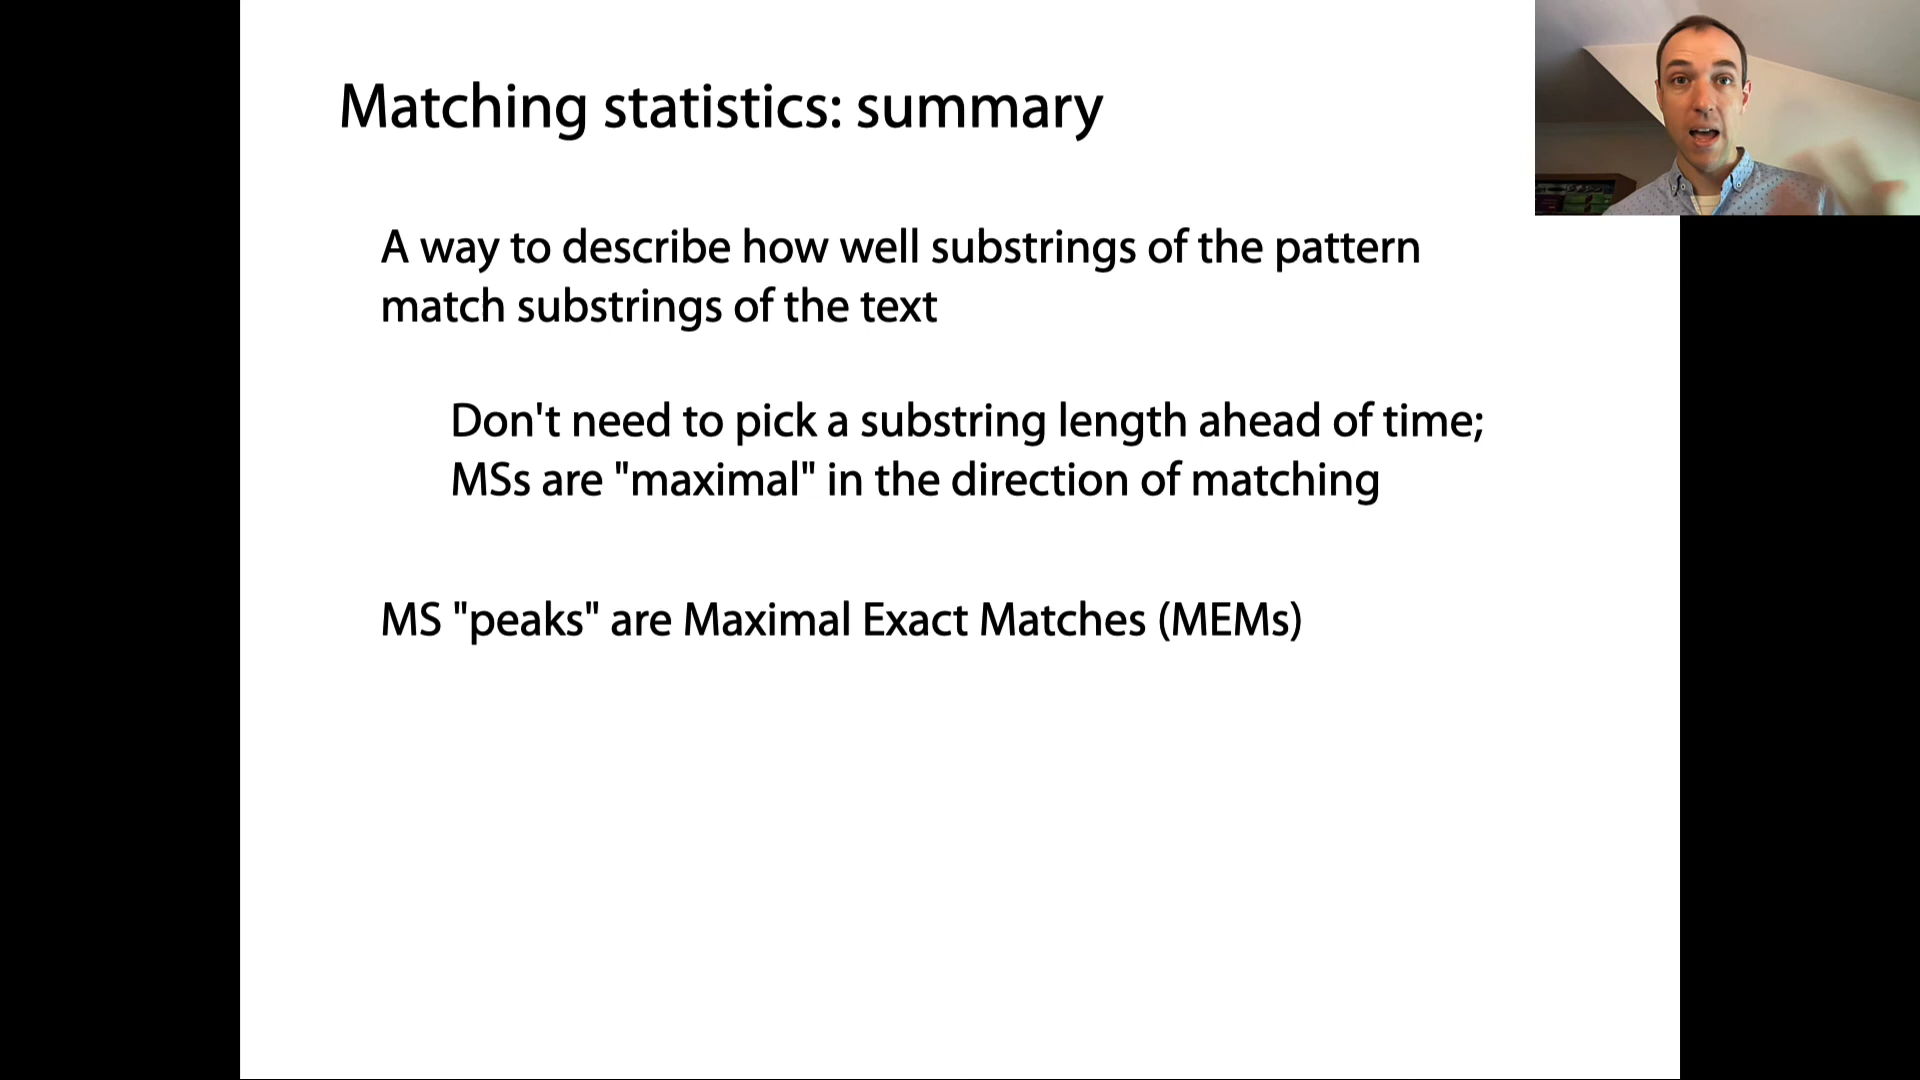 Matching statistics: summary
A way to describe how well substrings of the pattern
match substrings of the text
Don't need to pick a substring length ahead of time;
MSs are "maximal" in the direction of matching
MS "peaks" are Maximal Exact Matches (MEMs)